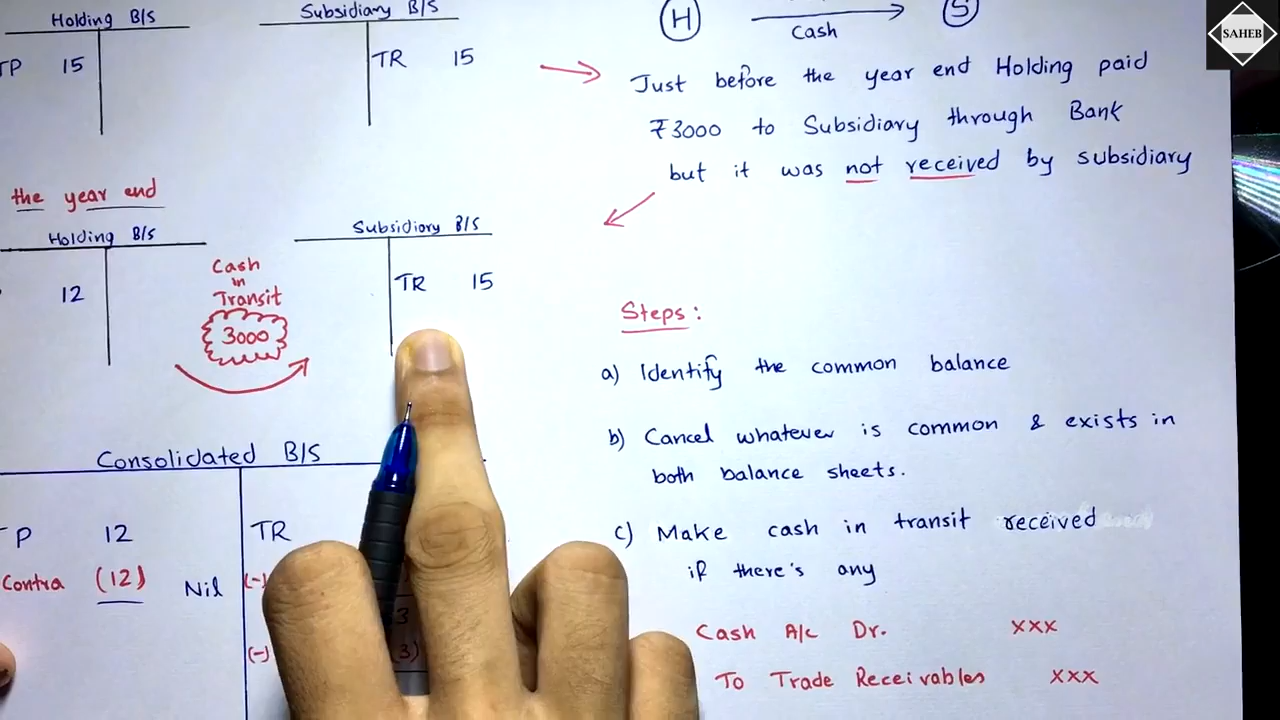 Holding B/S
TP 15
Subsidiary B/S
TR 15
the year end
Holding B/S
12
Cash
in
Transit
3000
Subsidiary B/S
TR 15
Consolidated B/S
TP 12
Contra (12) Nil
TR
(-)
3
(-) 3)
H S
Cash
SAHEB
Just before the year end Holding paid
₹3000 to Subsidiary through Bank
but it was not received by subsidiary
Steps:
a) Identify the common balance
b) Cancel whatever is common & exists in
both balance sheets.
c) Make cash in transit received
if there's any
Cash A/c Dr. xxx
To Trade Receivables xxx